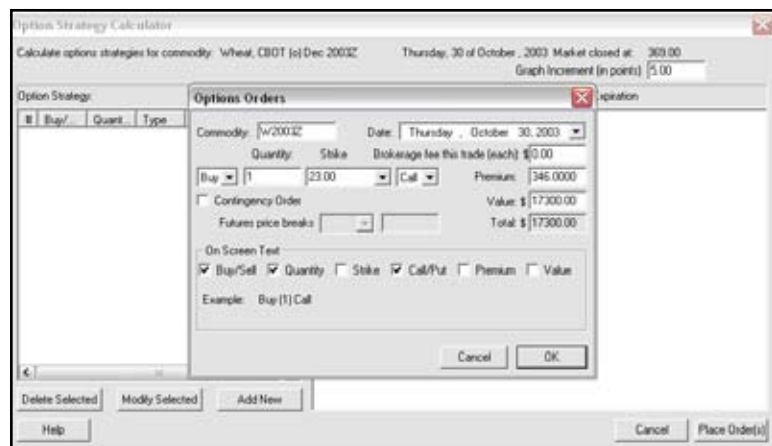 Option Strategy Calculator
Calculate options strategies for commodity: Wheat, CBOT (o) Dec 2003Z Thursday, 30 of October , 2003 Market closed at: 369.00
Graph Increment (in points) 5.00
Option Strategy:
# Buy/... Quant... Type
Expiration
Options Orders
Commodity: W2003Z Date: Thursday , October 30, 2003
Quantity: Strike Brokerage fee this trade (each): $ 0.00
Buy 1 23.00 Call Premium: 346.0000
Contingency Order Value: $ 17300.00
Futures price breaks Total: $ 17300.00
On Screen Text
Buy/Sell Quantity Strike Call/Put Premium Value
Example: Buy (1) Call
Cancel OK
Delete Selected Modify Selected Add New
Help Cancel Place Order(s)